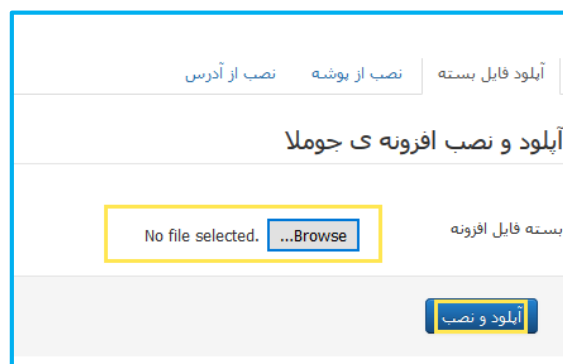 آپلود فایل بسته نصب از پوشه نصب از آدرس
آپلود و نصب افزونه ی جوملا
بسته فایل افزونه ...Browse No file selected.
آپلود و نصب